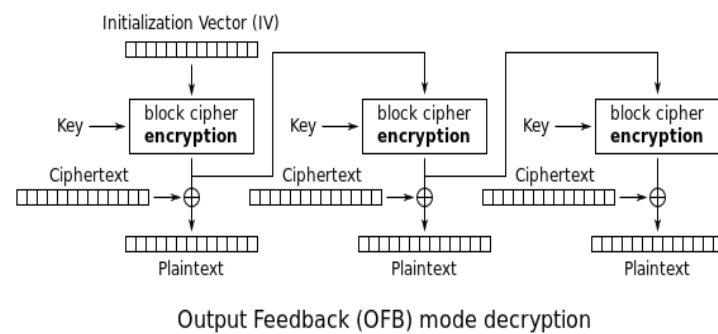 Initialization Vector (IV)
block cipher
encryption
Key
Ciphertext
Plaintext
block cipher
encryption
Key
Ciphertext
Plaintext
block cipher
encryption
Key
Ciphertext
Plaintext
Output Feedback (OFB) mode decryption